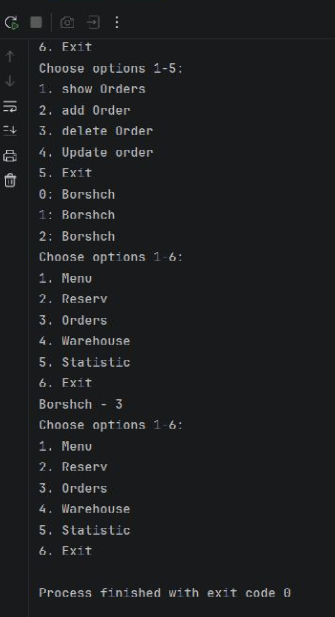 6. Exit
Choose options 1-5:
1. show Orders
2. add Order
3. delete Order
4. Update order
5. Exit
0: Borshch
1: Borshch
2: Borshch
Choose options 1-6:
1. Menu
2. Reserv
3. Orders
4. Warehouse
5. Statistic
6. Exit
Borshch - 3
Choose options 1-6:
1. Menu
2. Reserv
3. Orders
4. Warehouse
5. Statistic
6. Exit
Process finished with exit code 0